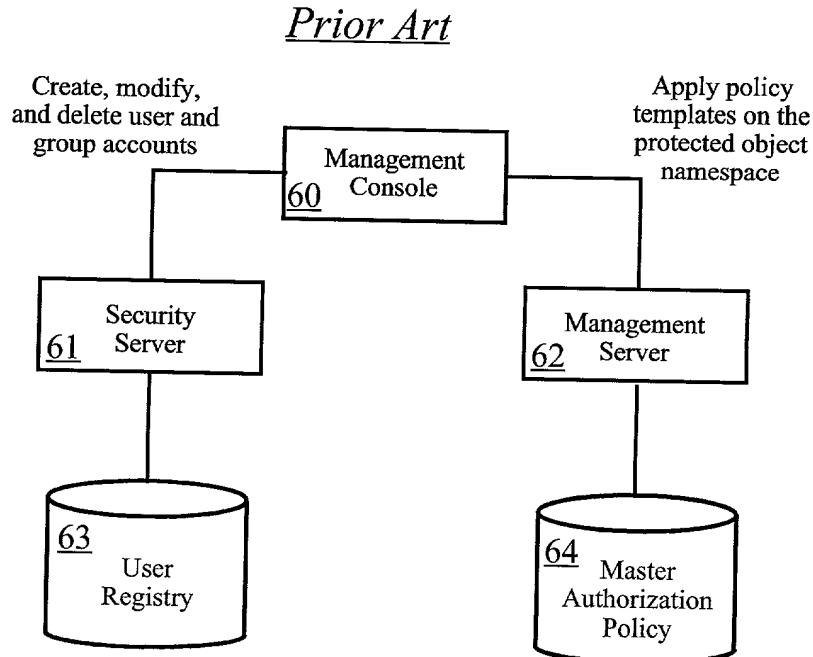 Prior Art
Create, modify,
and delete user and
group accounts
Apply policy
templates on the
protected object
namespace
Management
Console
60
Security
Server
61
Management
Server
62
63
User
Registry
64
Master
Authorization
Policy